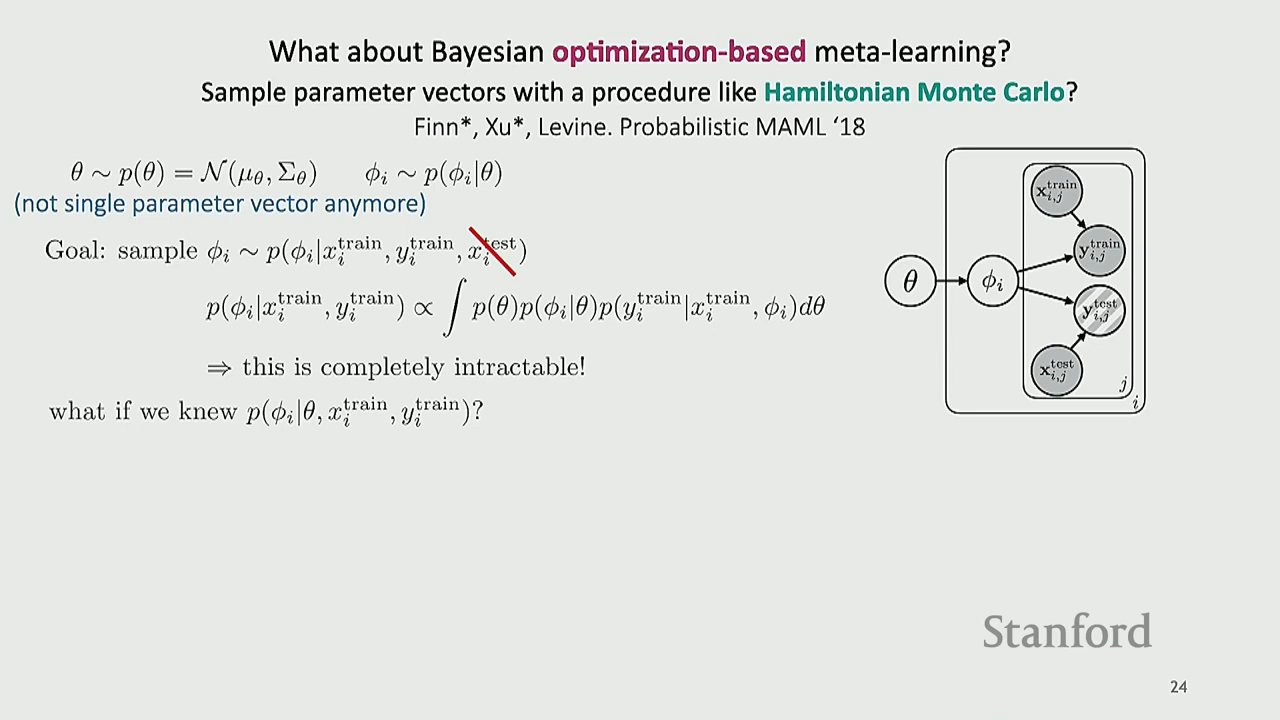 What about Bayesian optimization-based meta-learning?
Sample parameter vectors with a procedure like Hamiltonian Monte Carlo?
Finn*, Xu*, Levine. Probabilistic MAML ‘18
θ ∼ p(θ) = 𝒩(μ_θ, Σ_θ) ϕ_i ∼ p(ϕ_i|θ)
(not single parameter vector anymore)
Goal: sample ϕ_i ∼ p(ϕ_i|x_i^train, y_i^train, x_i^test)
p(ϕ_i|x_i^train, y_i^train) ∝ ∫ p(θ)p(ϕ_i|θ)p(y_i^train|x_i^train, ϕ_i)dθ
⇒ this is completely intractable!
what if we knew p(ϕ_i|θ, x_i^train, y_i^train)?
x_{i,j}^train
y_{i,j}^train
θ
ϕ_i
y_{i,j}^test
x_{i,j}^test
j
i
Stanford
24